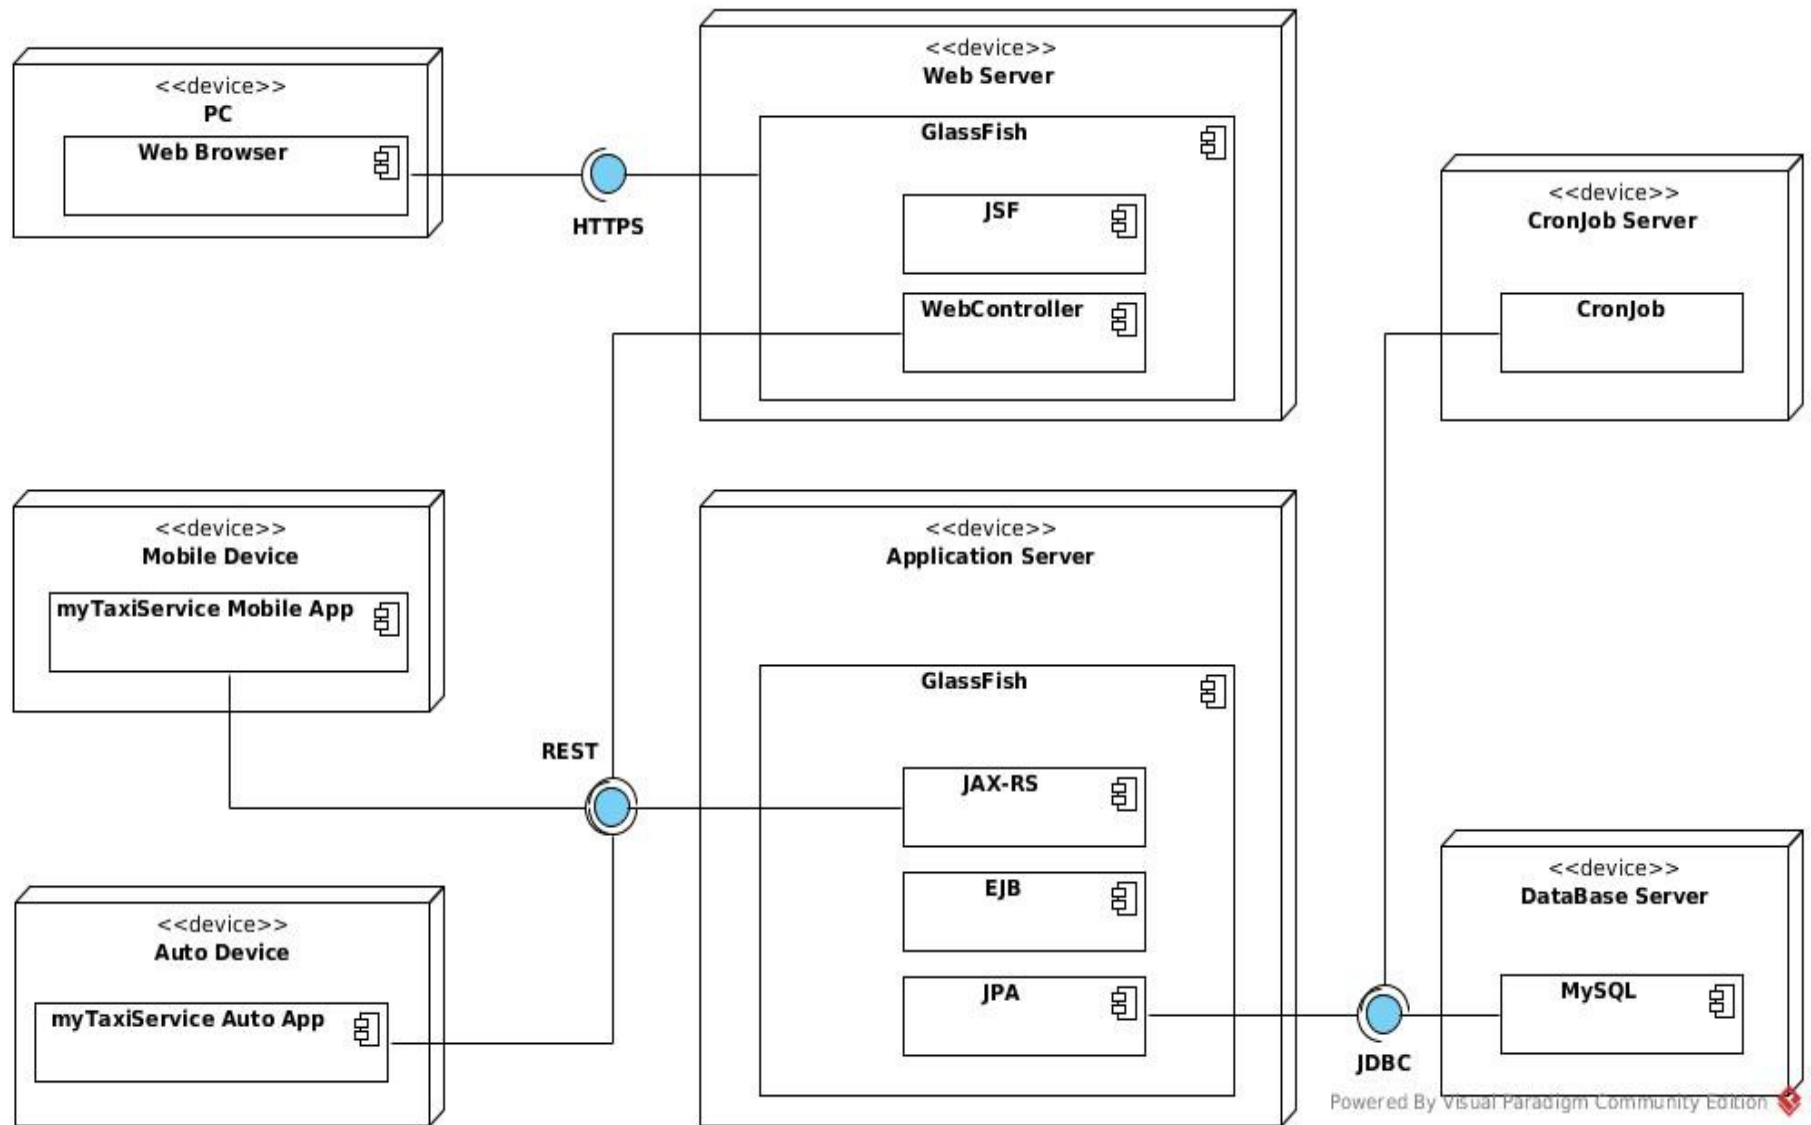 <<device>>
PC
Web Browser
HTTPS
<<device>>
Web Server
GlassFish
JSF
WebController
<<device>>
CronJob Server
CronJob
<<device>>
Mobile Device
myTaxiService Mobile App
REST
<<device>>
Application Server
GlassFish
JAX-RS
EJB
JPA
<<device>>
Auto Device
myTaxiService Auto App
<<device>>
DataBase Server
MySQL
JDBC
Powered By Visual Paradigm Community Edition